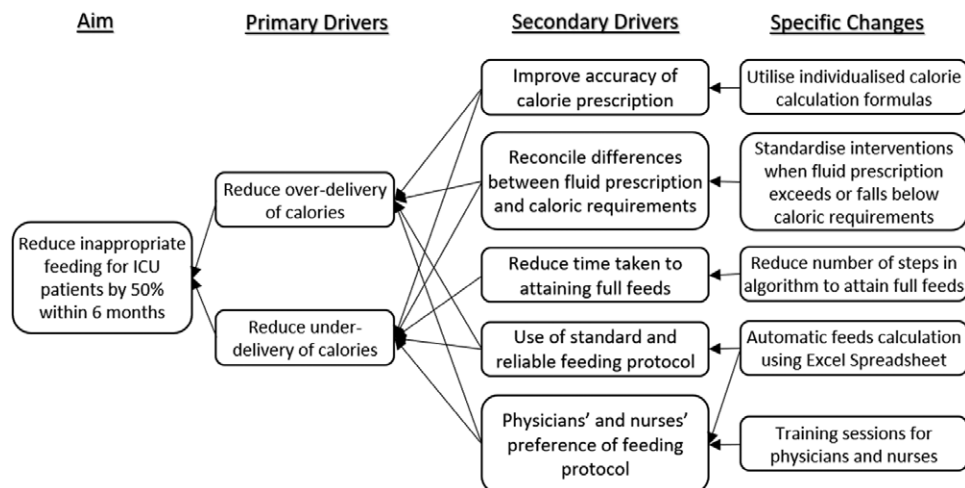 Aim
Primary Drivers
Secondary Drivers
Specific Changes
Reduce inappropriate
feeding for ICU
patients by 50%
within 6 months
Reduce over-delivery
of calories
Reduce under-
delivery of calories
Improve accuracy of
calorie prescription
Reconcile differences
between fluid prescription
and caloric requirements
Reduce time taken to
attaining full feeds
Use of standard and
reliable feeding protocol
Physicians’ and nurses’
preference of feeding
protocol
Utilise individualised calorie
calculation formulas
Standardise interventions
when fluid prescription
exceeds or falls below
caloric requirements
Reduce number of steps in
algorithm to attain full feeds
Automatic feeds calculation
using Excel Spreadsheet
Training sessions for
physicians and nurses